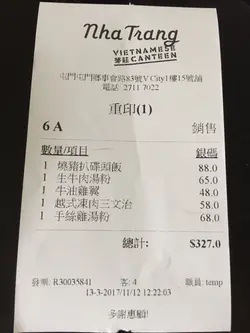 Nha Trang
VIETNAMESE
芽莊 CANTEEN
屯門屯門鄉事會路83號V City1樓15號舖
電話: 2711 7022
重印(1)
6 A 銷售
數量/項目 銀碼
1 燒豬扒碟頭飯 88.0
1 生牛肉湯粉 65.0
1 牛油雞翼 48.0
1 越式凍肉三文治 58.0
1 手絲雞湯粉 68.0
總計: $327.0
發票: R30035841 客: 4 職員: temp
13-3-2017/11/12 12:22:03
多謝惠顧!